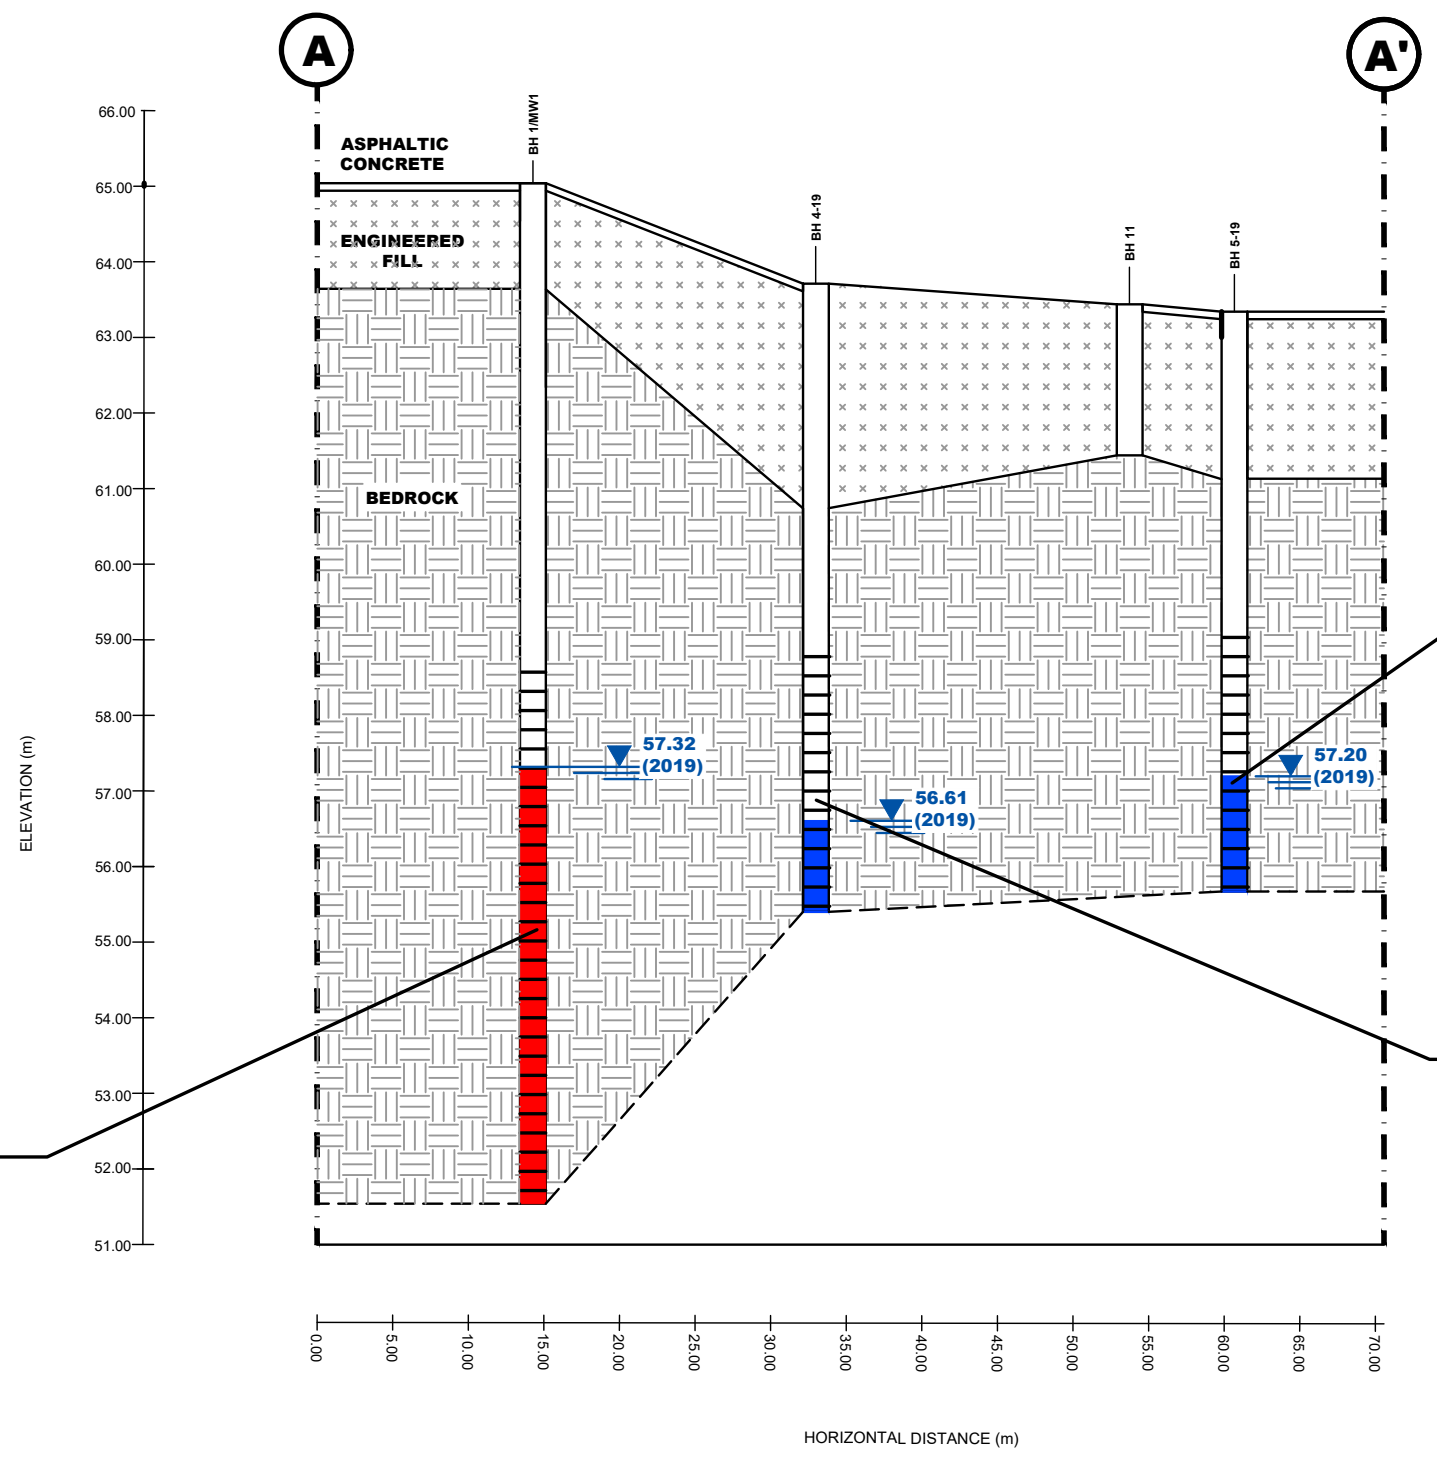 A
A'
66.00
65.00
64.00
63.00
62.00
61.00
60.00
59.00
58.00
57.00
56.00
55.00
54.00
53.00
52.00
51.00
ELEVATION (m)
ASPHALTIC
CONCRETE
ENGINEERED
FILL
BEDROCK
BH 1/MW1
BH 4-19
BH 11
BH 5-19
57.32
(2019)
56.61
(2019)
57.20
(2019)
0.00
5.00
10.00
15.00
20.00
25.00
30.00
35.00
40.00
45.00
50.00
55.00
60.00
65.00
70.00
HORIZONTAL DISTANCE (m)